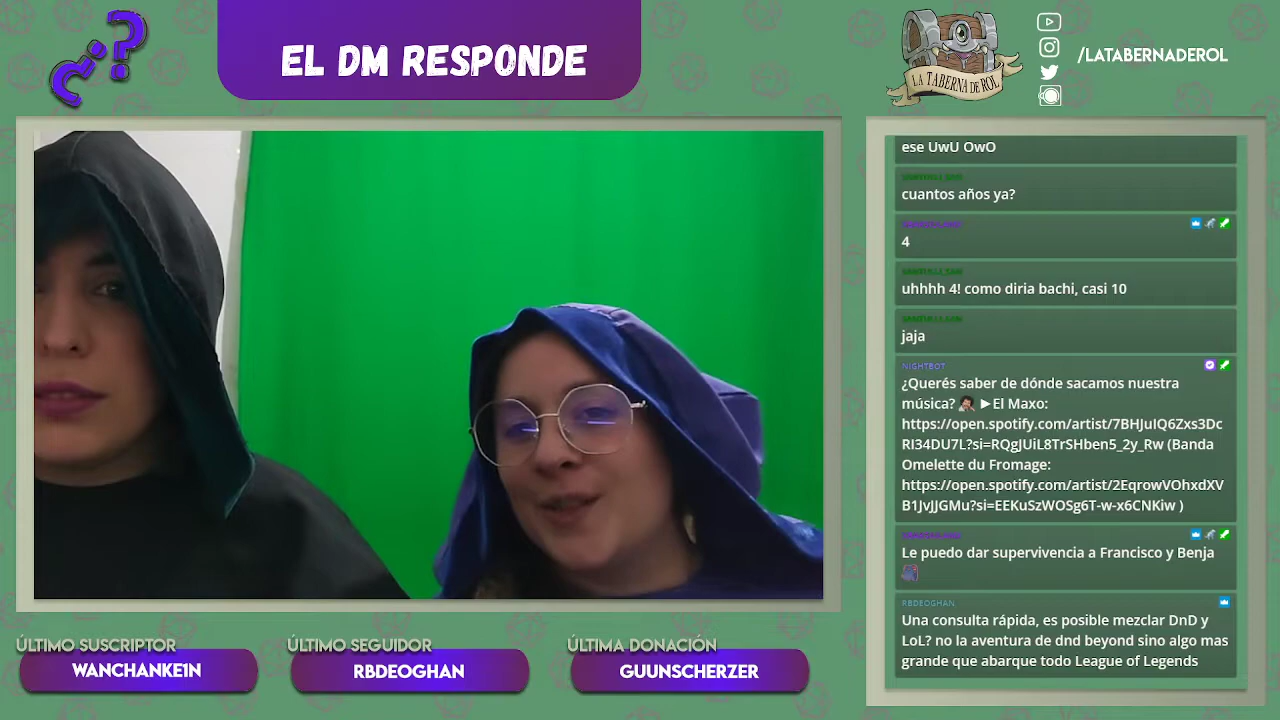 ¿?
EL DM RESPONDE
LA TABERNA DE ROL
/LATABERNADEROL
ese UwU OwO
cuantos años ya?
4
uhhhh 4! como diria bachi, casi 10
jaja
NIGHTBOT
¿Querés saber de dónde sacamos nuestra
música? ►El Maxo:
https://open.spotify.com/artist/7BHJuIQ6Zxs3Dc
RI34DU7L?si=RQgJUiL8TrSHben5_2y_Rw (Banda
Omelette du Fromage:
https://open.spotify.com/artist/2EqrowVOhxdXV
B1JvJJGMu?si=EEKuSzWOSg6T-w-x6CNKiw )
Le puedo dar supervivencia a Francisco y Benja
RBDEOGHAN
Una consulta rápida, es posible mezclar DnD y
LoL? no la aventura de dnd beyond sino algo mas
grande que abarque todo League of Legends
ÚLTIMO SUSCRIPTOR
WANCHANKE1N
ÚLTIMO SEGUIDOR
RBDEOGHAN
ÚLTIMA DONACIÓN
GUUNSCHERZER